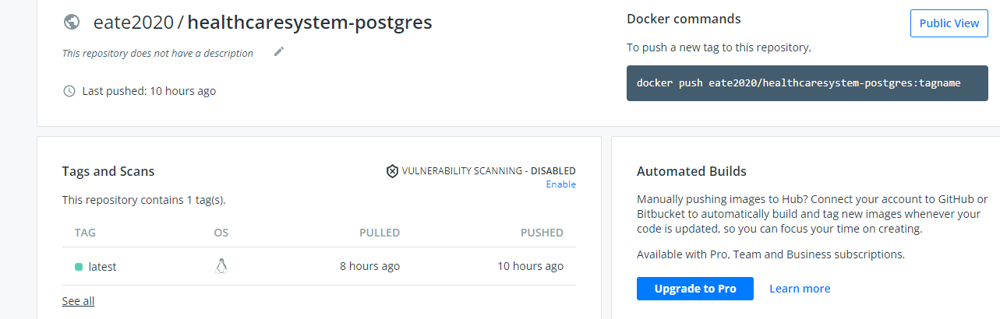 eate2020 / healthcaresystem-postgres
This repository does not have a description
Last pushed: 10 hours ago
Docker commands
Public View
To push a new tag to this repository,
docker push eate2020/healthcaresystem-postgres:tagname
Tags and Scans
VULNERABILITY SCANNING - DISABLED
Enable
This repository contains 1 tag(s).
TAG OS PULLED PUSHED
latest 8 hours ago 10 hours ago
See all
Automated Builds
Manually pushing images to Hub? Connect your account to GitHub or
Bitbucket to automatically build and tag new images whenever your
code is updated, so you can focus your time on creating.
Available with Pro, Team and Business subscriptions.
Upgrade to Pro Learn more